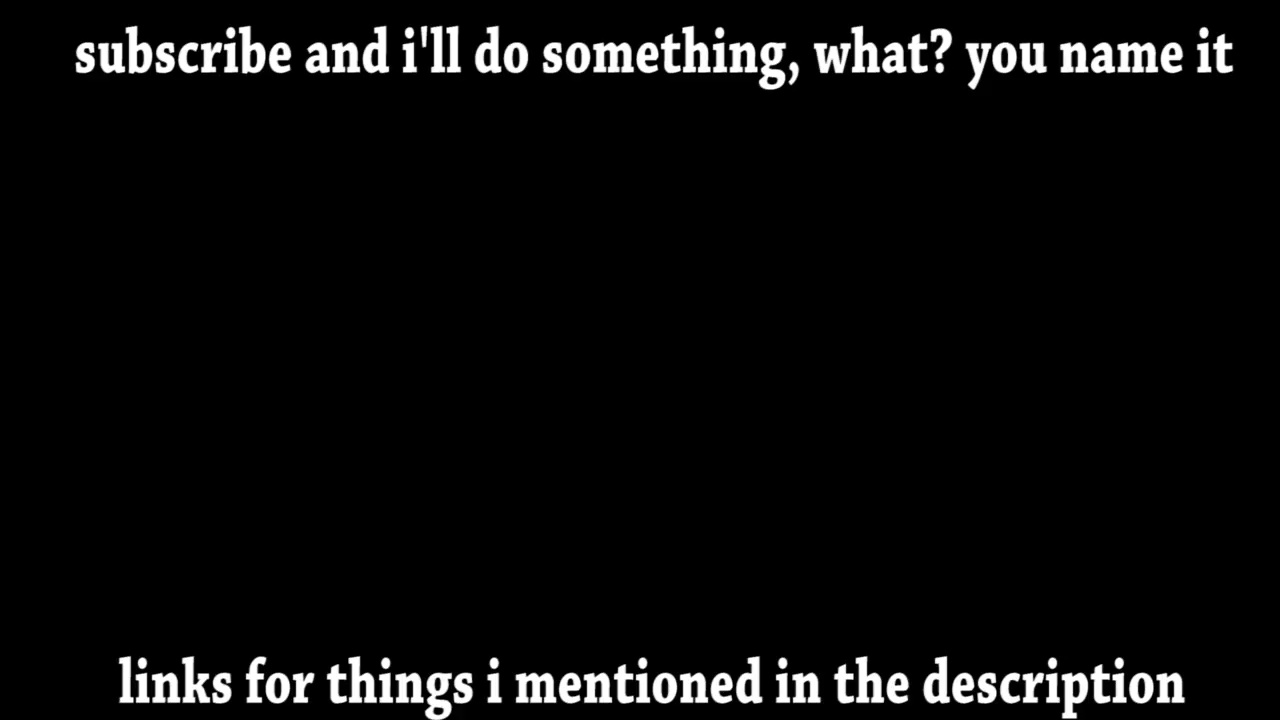 subscribe and i'll do something, what? you name it
links for things i mentioned in the description